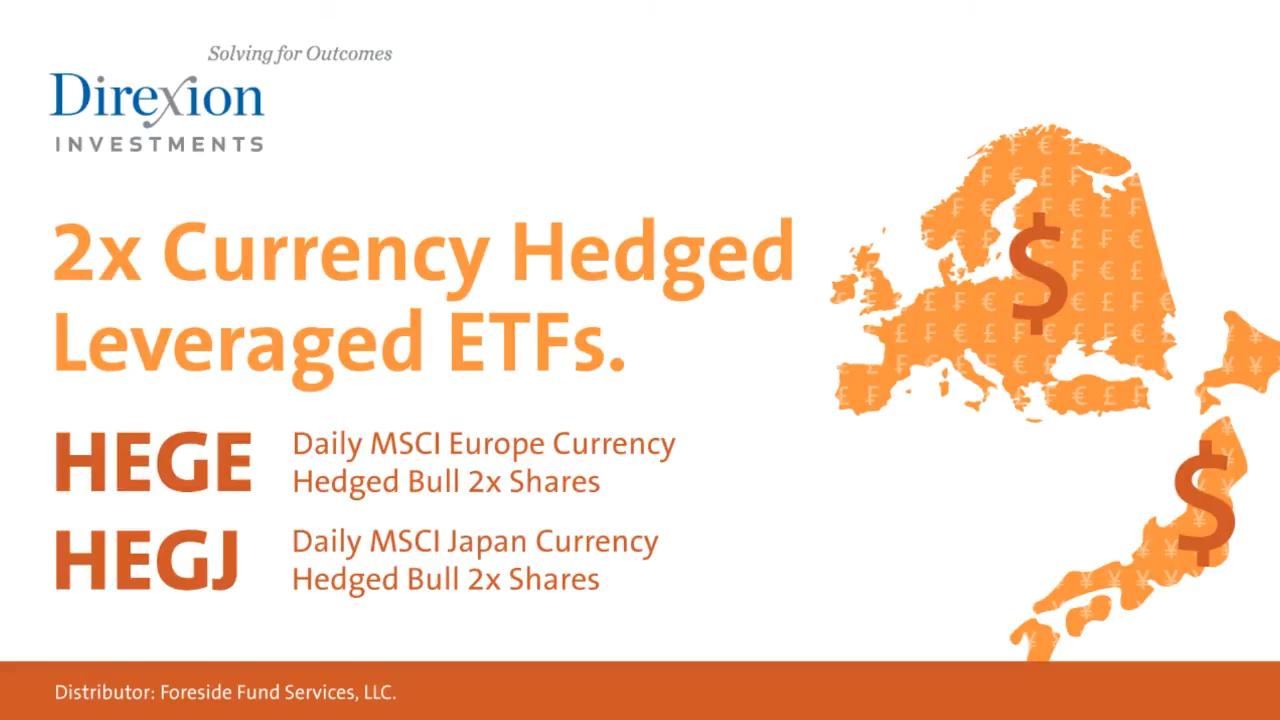 Solving for Outcomes
Direxion
INVESTMENTS
2x Currency Hedged
Leveraged ETFs.
HEGE
Daily MSCI Europe Currency
Hedged Bull 2x Shares
HEGJ
Daily MSCI Japan Currency
Hedged Bull 2x Shares
$
$
Distributor: Foreside Fund Services, LLC.